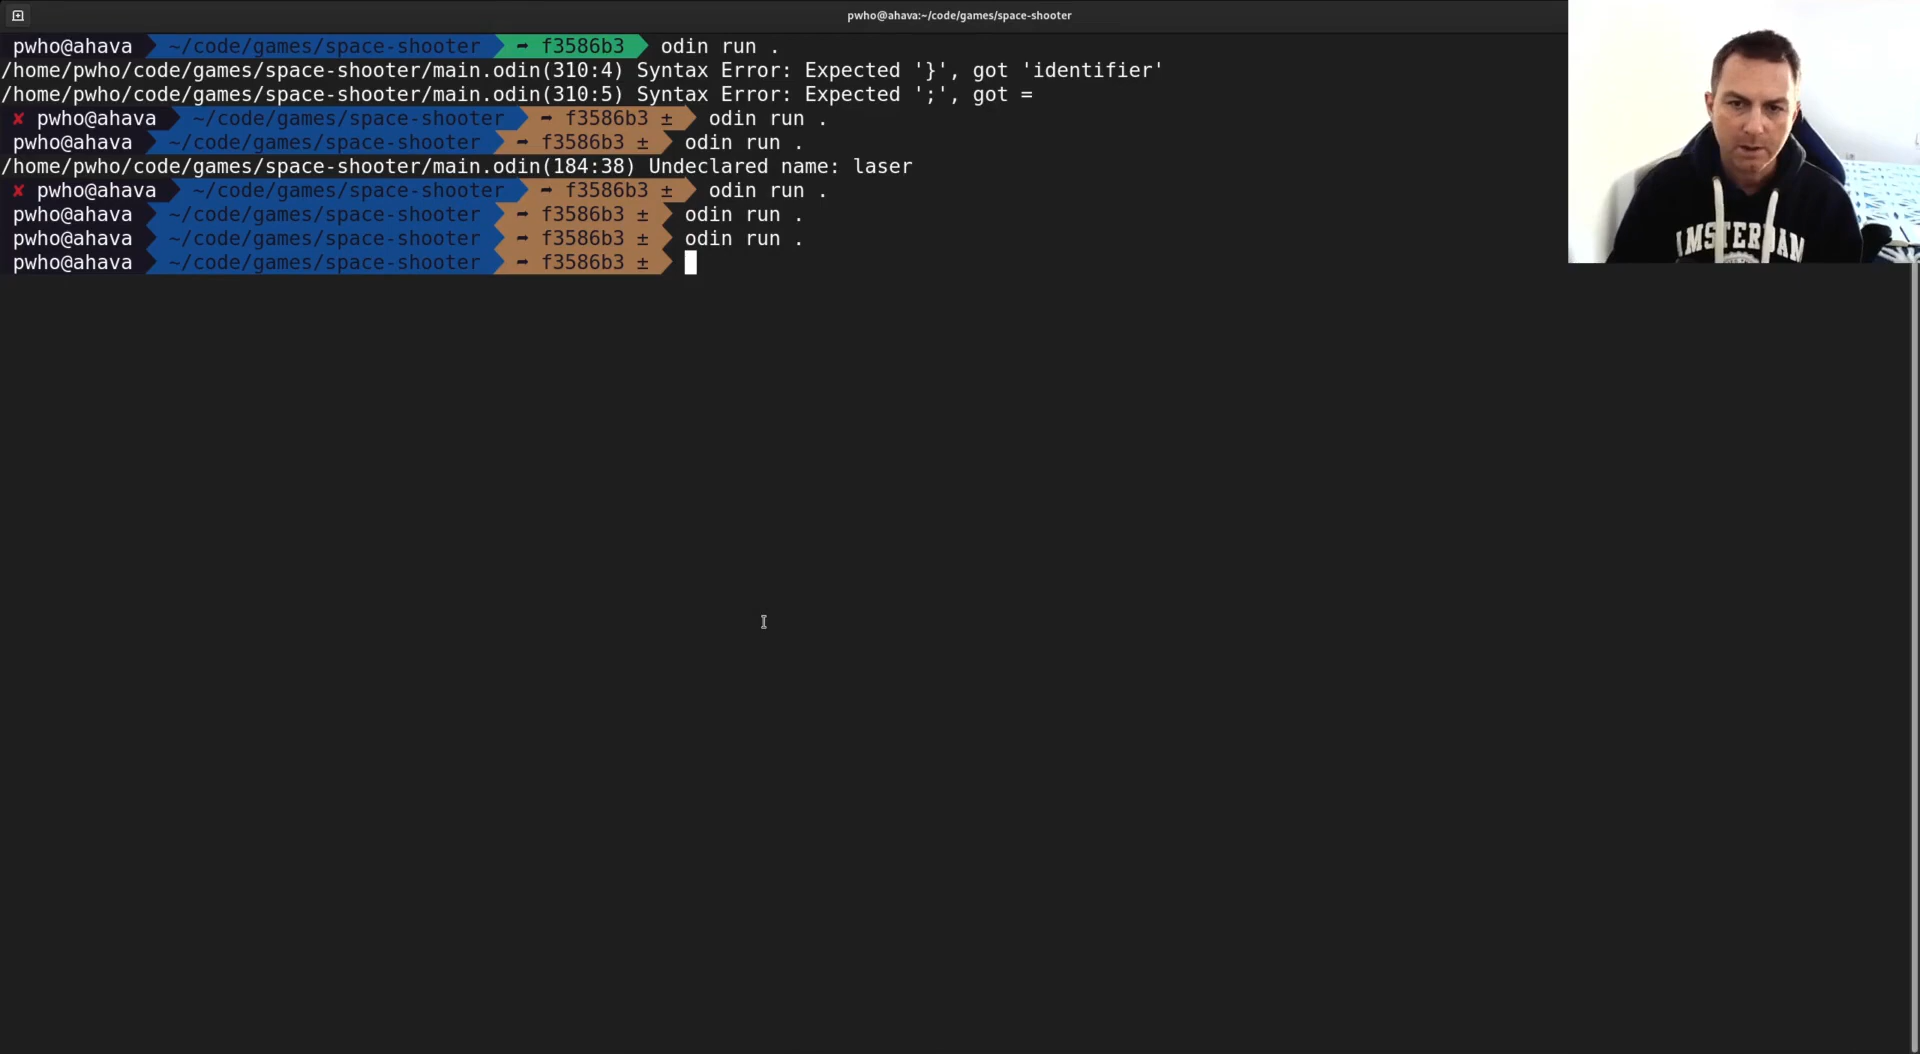 pwho@ahava:~/code/games/space-shooter
pwho@ahava ~/code/games/space-shooter ➦ f3586b3 odin run .
/home/pwho/code/games/space-shooter/main.odin(310:4) Syntax Error: Expected '}', got 'identifier'
/home/pwho/code/games/space-shooter/main.odin(310:5) Syntax Error: Expected ';', got =
✘ pwho@ahava ~/code/games/space-shooter ➦ f3586b3 ± odin run .
pwho@ahava ~/code/games/space-shooter ➦ f3586b3 ± odin run .
/home/pwho/code/games/space-shooter/main.odin(184:38) Undeclared name: laser
✘ pwho@ahava ~/code/games/space-shooter ➦ f3586b3 ± odin run .
pwho@ahava ~/code/games/space-shooter ➦ f3586b3 ± odin run .
pwho@ahava ~/code/games/space-shooter ➦ f3586b3 ± odin run .
pwho@ahava ~/code/games/space-shooter ➦ f3586b3 ±
AMSTERDAM